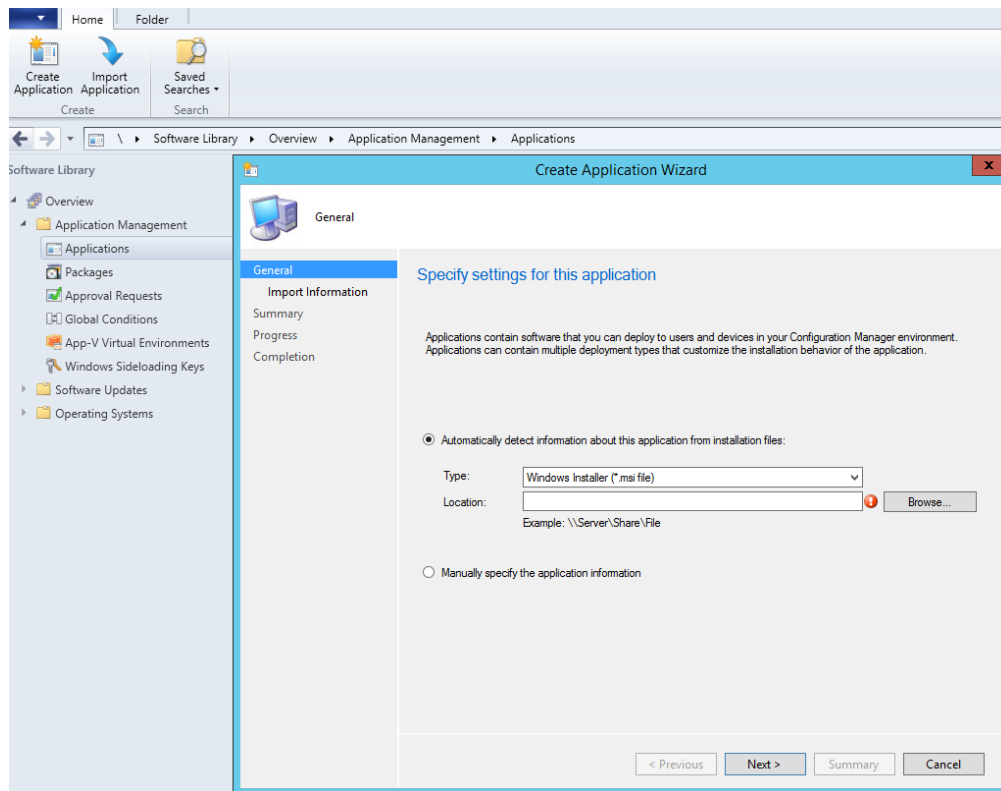 Home Folder
Create Application
Import Application
Saved Searches
Create
Search
\ Software Library Overview Application Management Applications
Software Library
Overview
Application Management
Applications
Packages
Approval Requests
Global Conditions
App-V Virtual Environments
Windows Sideloading Keys
Software Updates
Operating Systems
Create Application Wizard
x
General
General
Import Information
Summary
Progress
Completion
Specify settings for this application
Applications contain software that you can deploy to users and devices in your Configuration Manager environment.
Applications can contain multiple deployment types that customize the installation behavior of the application.
Automatically detect information about this application from installation files:
Type: Windows Installer (*.msi file)
Location: Browse...
Example: \\Server\Share\File
Manually specify the application information
< Previous Next > Summary Cancel